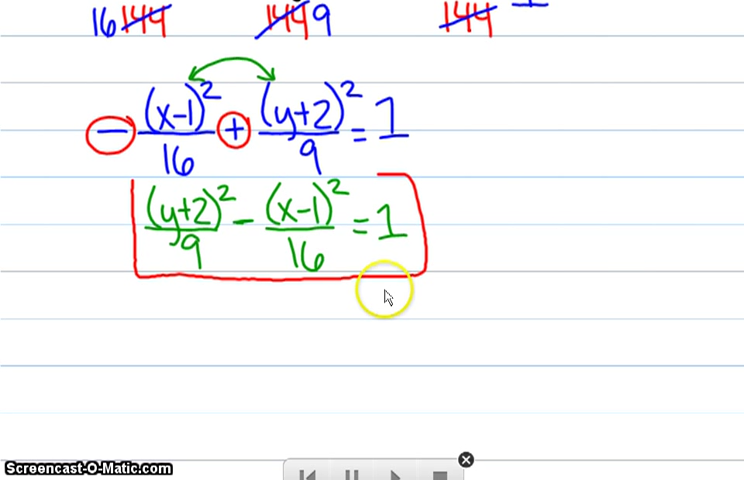 16 144 144 9 144 1
- (x-1)²/16 + (y+2)²/9 = 1
(y+2)²/9 - (x-1)²/16 = 1
Screencast-O-Matic.com